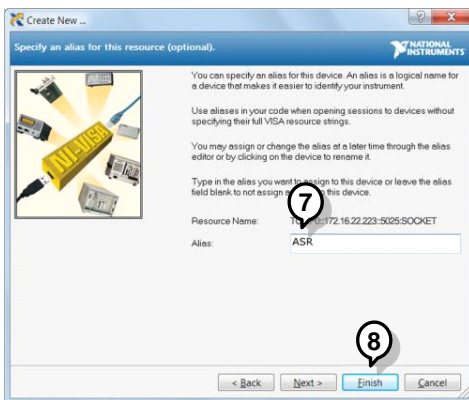 Create New ...
Specify an alias for this resource (optional).
NATIONAL
INSTRUMENTS
You can specify an alias for this device. An alias is a logical name for
a device that makes it easier to identify your instrument.
Use aliases in your code when opening sessions to devices without
specifying their full VISA resource strings.
You may assign or change the alias at a later time through the alias
editor or by clicking on the device to rename it.
Type in the alias you want to assign to this device or leave the alias
field blank to not assign to this device.
NI-VISA
7
Resource Name: 172.16.22.223::5025::SOCKET
Alias: ASR
8
< Back Next > Finish Cancel